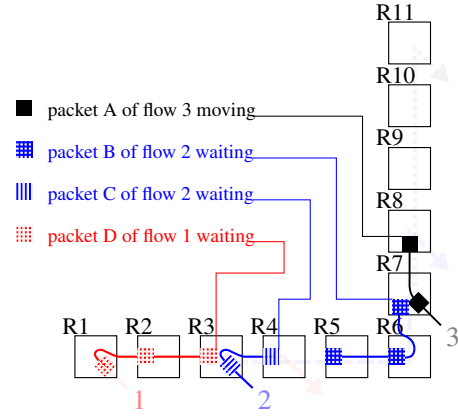 R11
R10
packet A of flow 3 moving
packet B of flow 2 waiting
R9
packet C of flow 2 waiting
R8
packet D of flow 1 waiting
R7
R1 R2 R3 R4 R5 R6
3
1 2